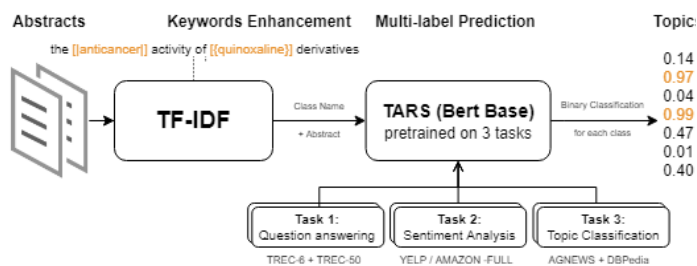 Abstracts
Keywords Enhancement
Multi-label Prediction
Topics
the [[anticancer]] activity of [{quinoxaline}] derivatives
TF-IDF
Class Name
+ Abstract
TARS (Bert Base)
pretrained on 3 tasks
Binary Classification
for each class
0.14
0.97
0.04
0.99
0.47
0.01
0.40
Task 1:
Question answering
TREC-6 + TREC-50
Task 2:
Sentiment Analysis
YELP / AMAZON -FULL
Task 3:
Topic Classification
AGNEWS + DBPedia